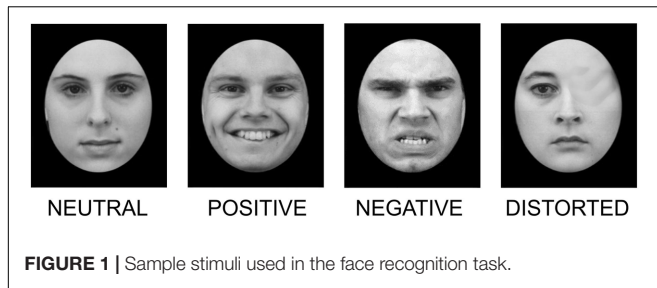 NEUTRAL POSITIVE NEGATIVE DISTORTED
FIGURE 1 | Sample stimuli used in the face recognition task.